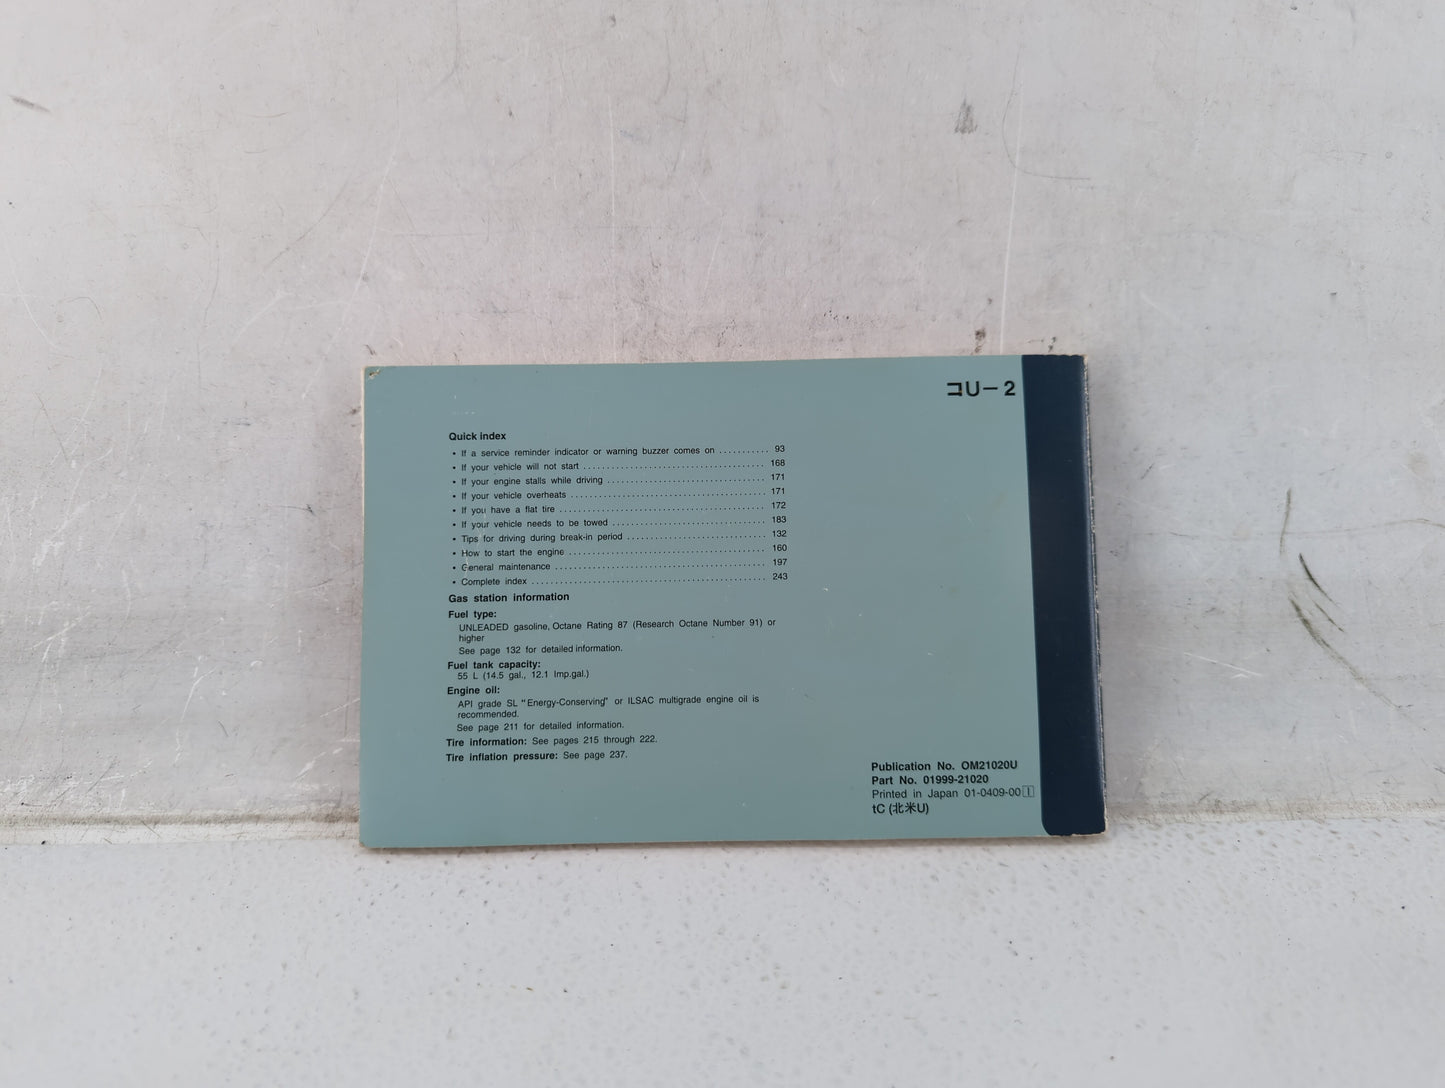 コU－2
Quick index
• If a service reminder indicator or warning buzzer comes on ........... 93
• If your vehicle will not start ....................................... 168
• If your engine stalls while driving .................................. 171
• If your vehicle overheats .......................................... 171
• If you have a flat tire ............................................ 172
• If your vehicle needs to be towed ................................. 183
• Tips for driving during break-in period .............................. 132
• How to start the engine .......................................... 160
• General maintenance ............................................. 197
• Complete index .................................................. 243
Gas station information
Fuel type:
UNLEADED gasoline, Octane Rating 87 (Research Octane Number 91) or
higher
See page 132 for detailed information.
Fuel tank capacity:
55 L (14.5 gal., 12.1 Imp.gal.)
Engine oil:
API grade SL "Energy-Conserving" or ILSAC multigrade engine oil is
recommended.
See page 211 for detailed information.
Tire information: See pages 215 through 222.
Tire inflation pressure: See page 237.
Publication No. OM21020U
Part No. 01999-21020
Printed in Japan 01-0409-00 I
tC (北米U)